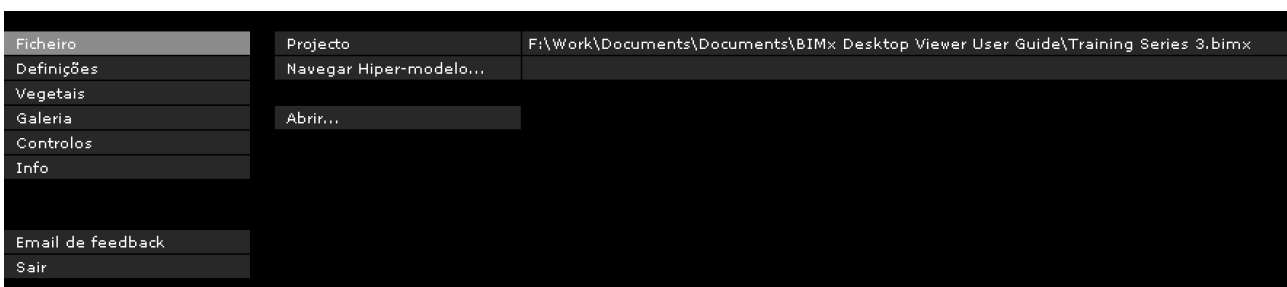 Ficheiro
Projecto F:\Work\Documents\Documents\BIMx Desktop Viewer User Guide\Training Series 3.bimx
Definições
Navegar Hiper-modelo...
Vegetais
Galeria
Abrir...
Controlos
Info
Email de feedback
Sair